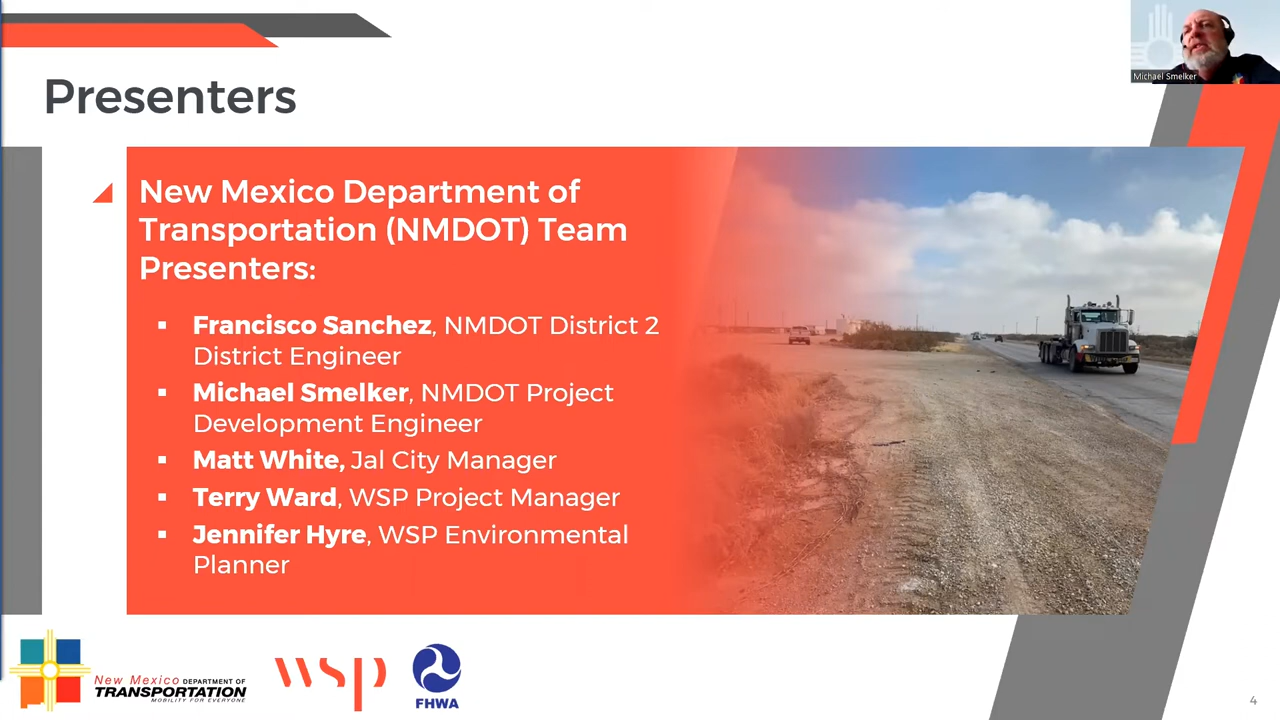 Michael Smelker
Presenters
New Mexico Department of
Transportation (NMDOT) Team
Presenters:
▪ Francisco Sanchez, NMDOT District 2
District Engineer
▪ Michael Smelker, NMDOT Project
Development Engineer
▪ Matt White, Jal City Manager
▪ Terry Ward, WSP Project Manager
▪ Jennifer Hyre, WSP Environmental
Planner
New Mexico DEPARTMENT OF
TRANSPORTATION
MOBILITY FOR EVERYONE
wsp
FHWA
4